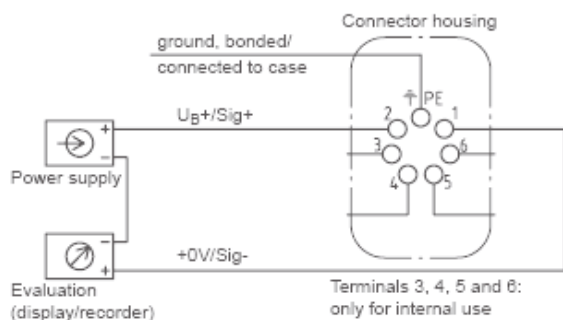 Connector housing
ground, bonded/
connected to case
PE
UB+/Sig+
2
1
+
-
3
6
4
5
Power supply
-
+
+0V/Sig-
Evaluation
(display/recorder)
Terminals 3, 4, 5 and 6:
only for internal use